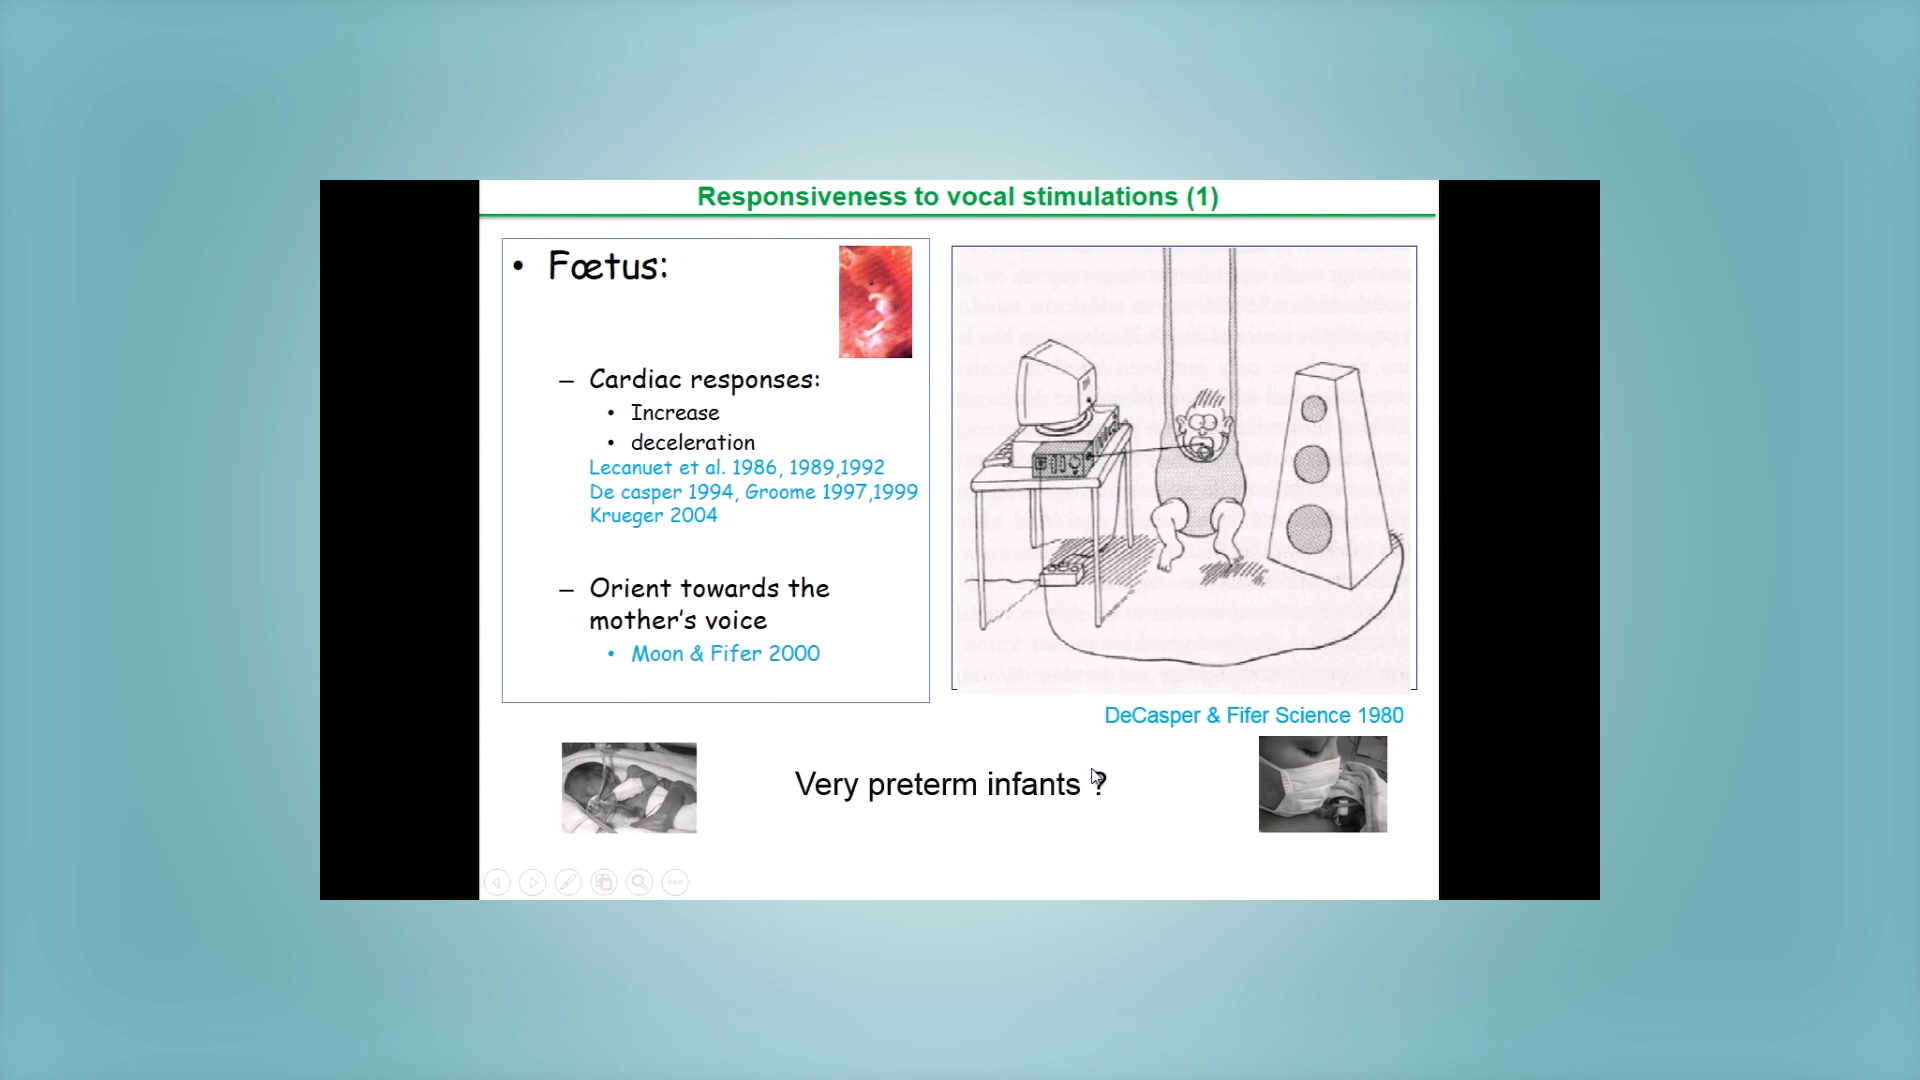 Responsiveness to vocal stimulations (1)
• Fœtus:
– Cardiac responses:
• Increase
• deceleration
Lecanuet et al. 1986, 1989,1992
De casper 1994, Groome 1997,1999
Krueger 2004
– Orient towards the
mother's voice
• Moon & Fifer 2000
DeCasper & Fifer Science 1980
Very preterm infants ?